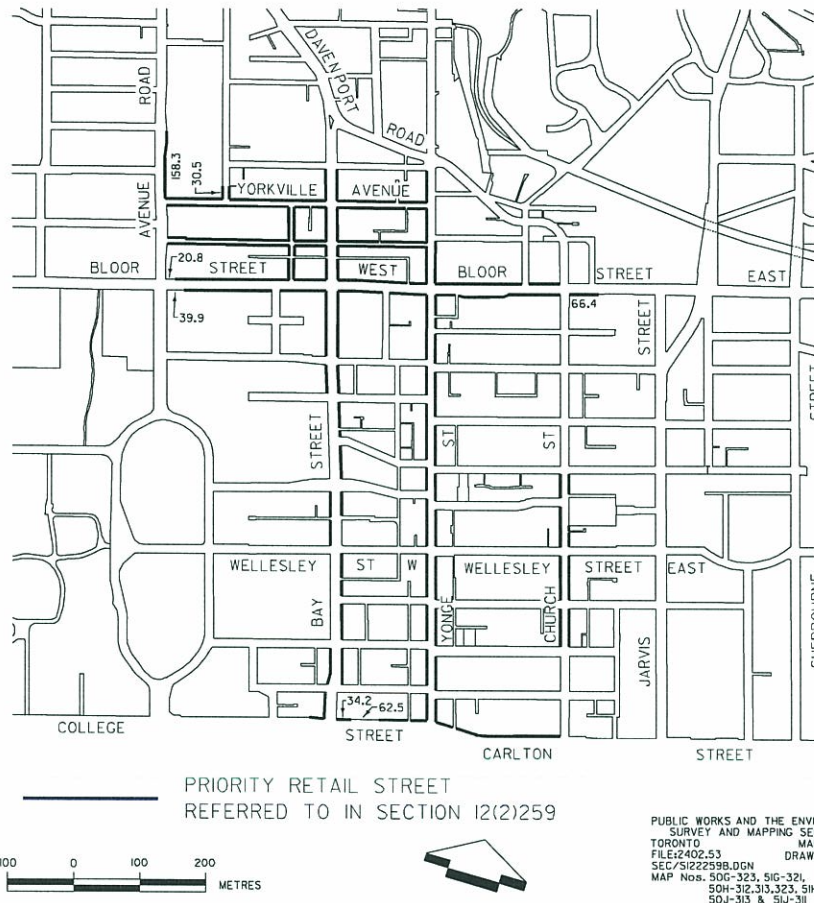 DAVENPORT
ROAD
ROAD
158.3
30.5
YORKVILLE AVENUE
AVENUE
20.8
BLOOR STREET WEST BLOOR STREET EAST
39.9
66.4
STREET
STREET
STREET
ST
ST
WELLESLEY ST W WELLESLEY STREET EAST
BAY
YONGE
CHURCH
JARVIS
34.2
62.5
COLLEGE
STREET
CARLTON STREET
PRIORITY RETAIL STREET
REFERRED TO IN SECTION 12(2)259
100 0 100 200
METRES
PUBLIC WORKS AND THE ENVI
SURVEY AND MAPPING SE
TORONTO MA
FILE:2402.53 DRAW
SEC/S122259B.DGN
MAP Nos. 50G-323, 51G-321,
50H-312,313,323, 51H
50J-313 & 51J-311